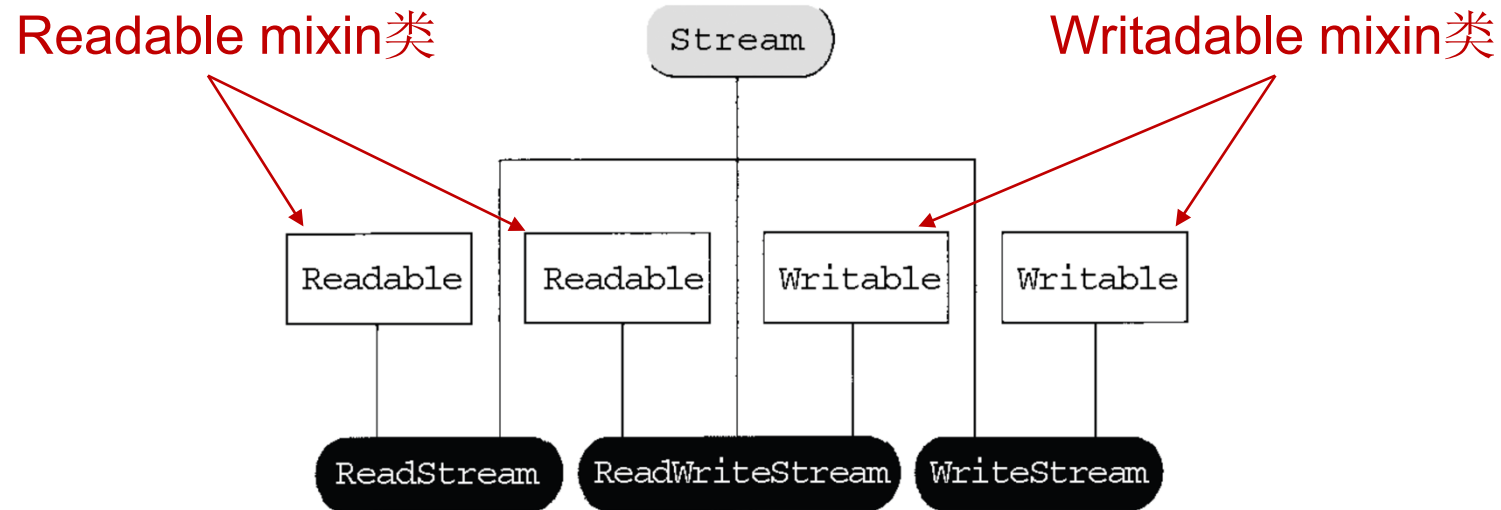 Readable mixin类
Stream
Writadable mixin类
Readable
Readable
Writable
Writable
ReadStream
ReadWriteStream
WriteStream